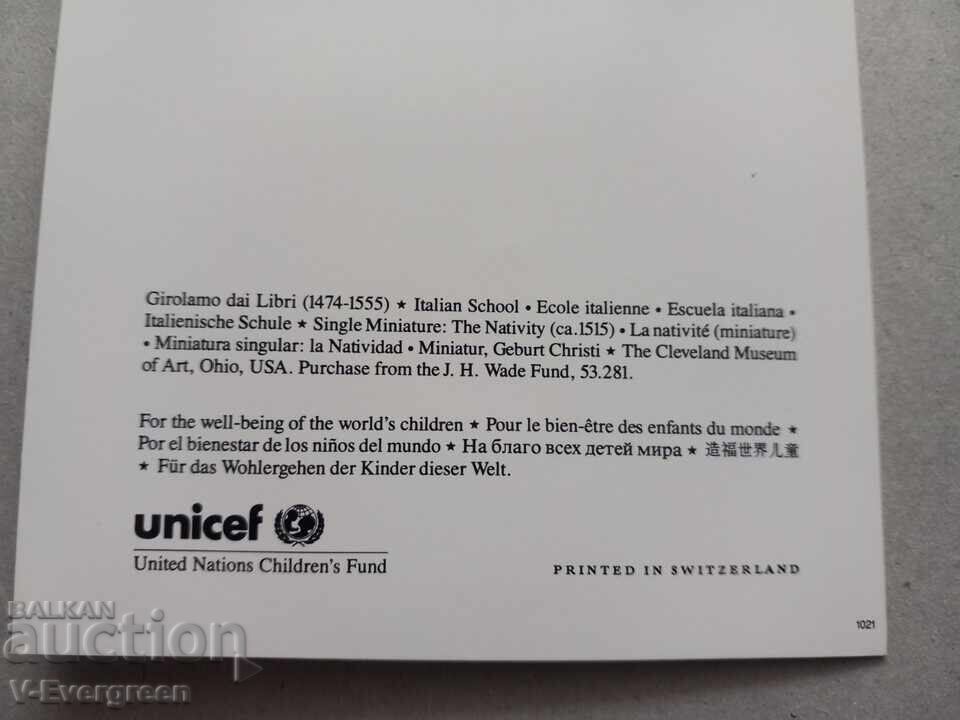 Girolamo dai Libri (1474-1555) ★ Italian School • Ecole italienne • Escuela italiana •
Italienische Schule ★ Single Miniature: The Nativity (ca.1515) • La nativité (miniature)
• Miniatura singular: la Natividad • Miniatur, Geburt Christi ★ The Cleveland Museum
of Art, Ohio, USA. Purchase from the J. H. Wade Fund, 53.281.
For the well-being of the world's children ★ Pour le bien-être des enfants du monde ★
Por el bienestar de los niños del mundo ★ На благо всех детей мира ★ 造福世界儿童
★ Für das Wohlergehen der Kinder dieser Welt.
unicef
United Nations Children's Fund
PRINTED IN SWITZERLAND
1021
BALKAN
auction
V-Evergreen